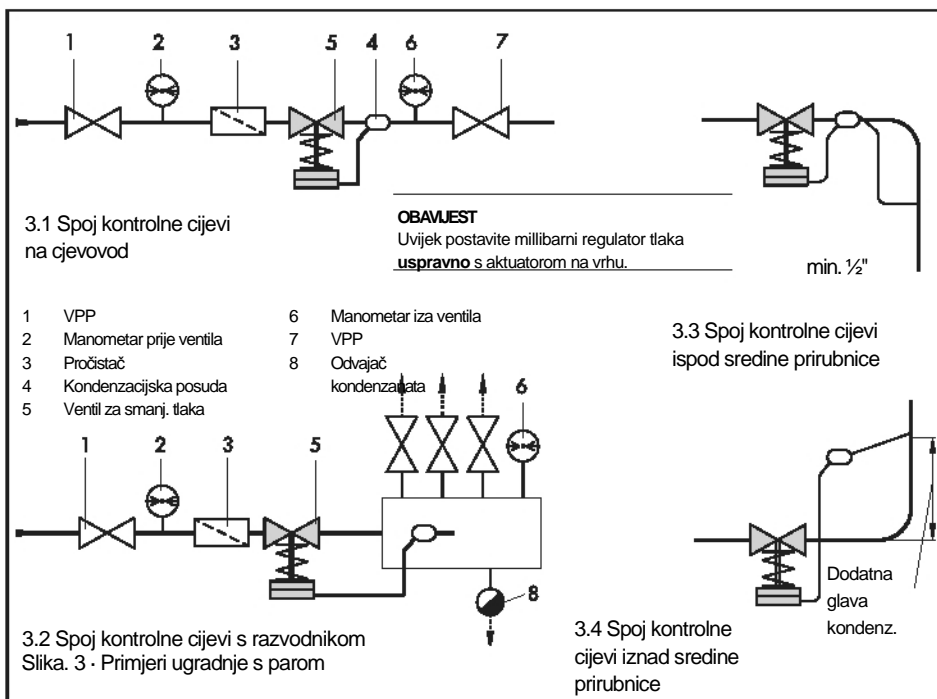 1 2 3 5 4 6 7
3.1 Spoj kontrolne cijevi
na cjevovod
OBAVIJEST
Uvijek postavite millibarni regulator tlaka
uspravno s aktuatorom na vrhu.
min. ½"
3.3 Spoj kontrolne cijevi
ispod sredine prirubnice
1 VPP
2 Manometar prije ventila
3 Pročistač
4 Kondenzacijska posuda
5 Ventil za smanj. tlaka
6 Manometar iza ventila
7 VPP
8 Odvajač
kondenzanata
1 2 3 5 6
8
3.2 Spoj kontrolne cijevi s razvodnikom
Slika. 3 · Primjeri ugradnje s parom
Dodatna
glava
kondenz.
3.4 Spoj kontrolne
cijevi iznad sredine
prirubnice